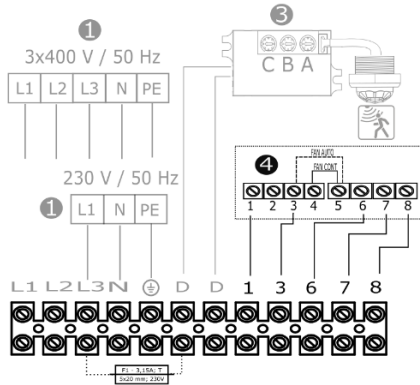 1
3x400 V / 50 Hz
L1 L2 L3 N PE
3
C B A
230 V / 50 Hz
1 L1 N PE
4
FAN AUTO
FAN CONT
1 2 3 4 5 6 7 8
L1 L2 L3 N D D 1 3 6 7 8
F1 - 3,15A; T
5x20 mm; 230V